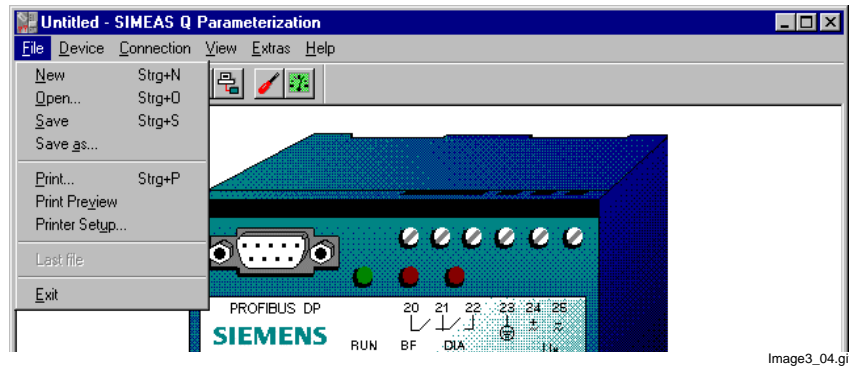 Untitled - SIMEAS Q Parameterization
File Device Connection View Extras Help
New Strg+N
Open... Strg+O
Save Strg+S
Save as...
Print... Strg+P
Print Preview
Printer Setup...
Last file
Exit
PROFIBUS DP 20 21 22 23 24 25
SIEMENS
RUN BF DIA
Image3_04.gi